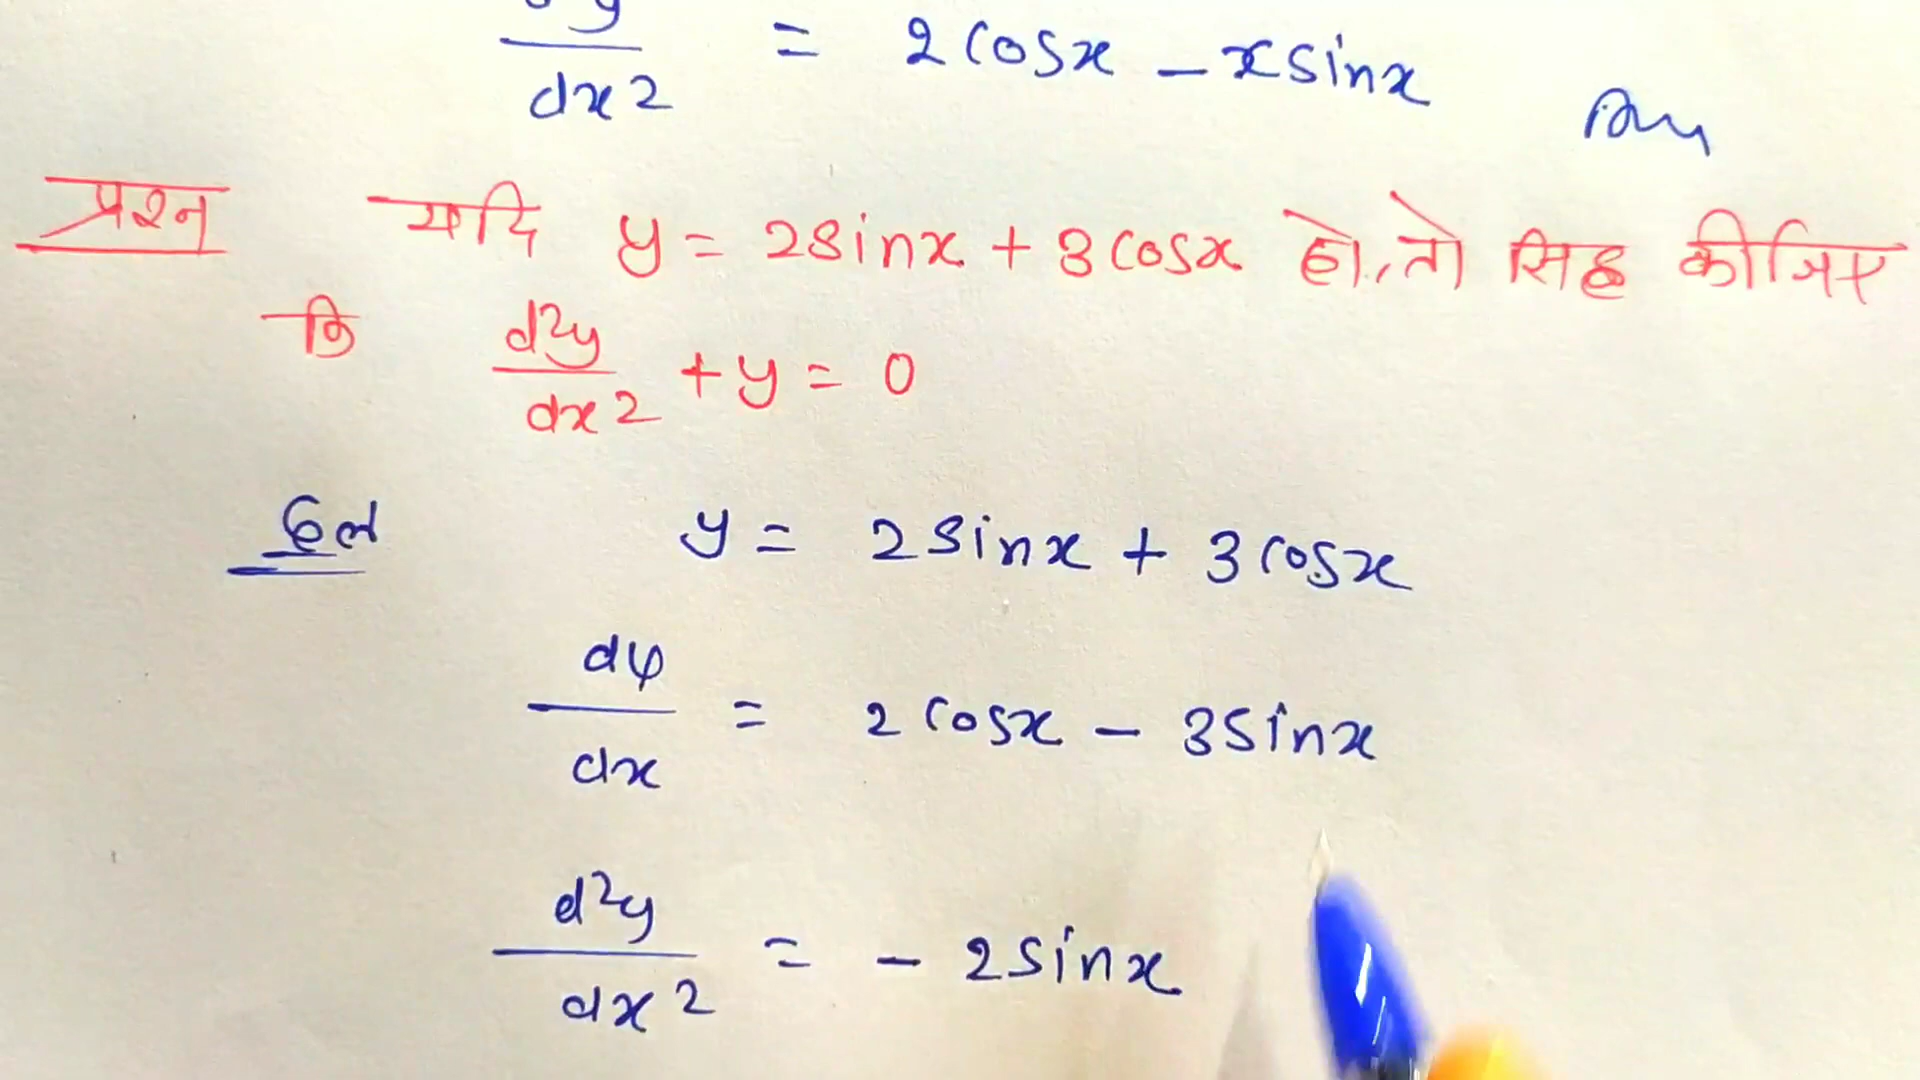 d²y/dx² = 2cosx - xsinx Ans
प्रश्न यदि y = 2sinx + 3cosx हो, तो सिद्ध कीजिए
कि d²y/dx² + y = 0
हल y = 2sinx + 3cosx
dy/dx = 2cosx - 3sinx
d²y/dx² = - 2sinx